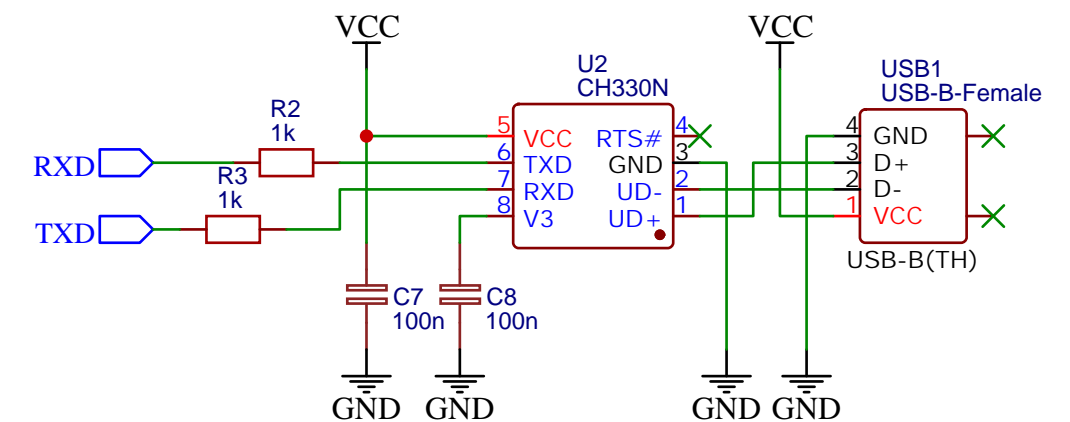 VCC
VCC
U2
CH330N
USB1
USB-B-Female
R2
1k
RXD
R3
1k
TXD
5 VCC
6 TXD
7 RXD
8 V3
RTS# 4
GND 3
UD- 2
UD+ 1
4 GND
3 D+
2 D-
1 VCC
USB-B(TH)
C7
100n
C8
100n
GND
GND
GND
GND